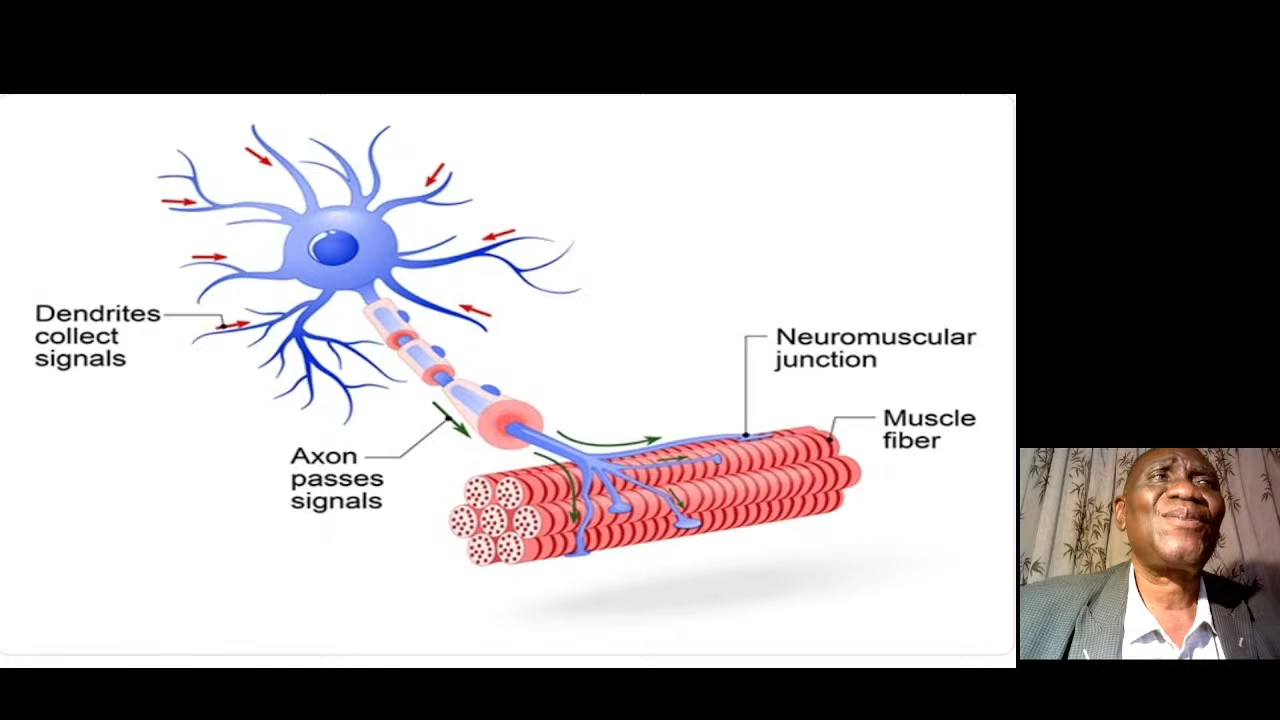 Dendrites
collect
signals
Axon
passes
signals
Neuromuscular
junction
Muscle
fiber